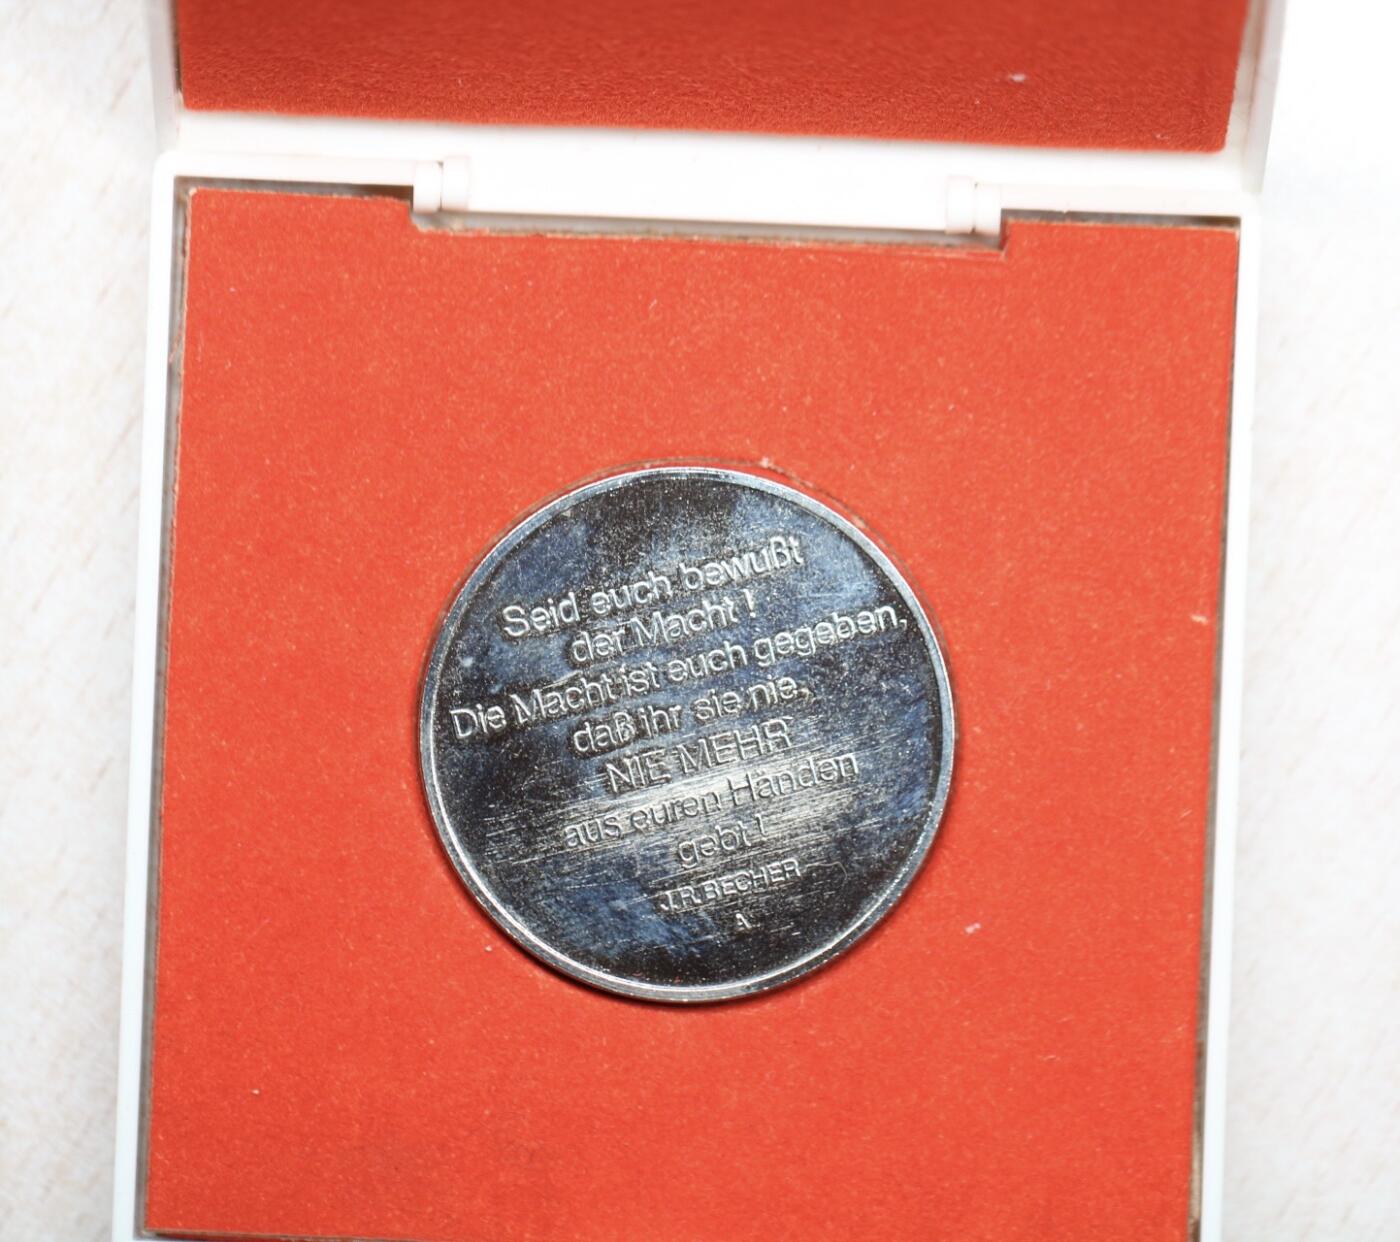 Seid euch bewußt
der Macht!
Die Macht ist euch gegeben,
daß ihr sie nie,
NIE MEHR
aus euren Händen
gebt!
J.R.BECHER
A